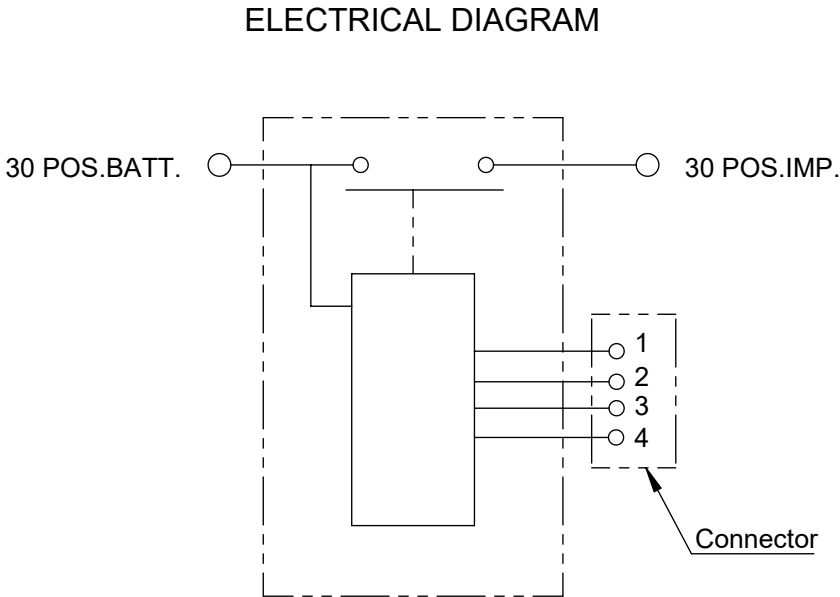 ELECTRICAL DIAGRAM
30 POS.BATT.
30 POS.IMP.
1
2
3
4
Connector